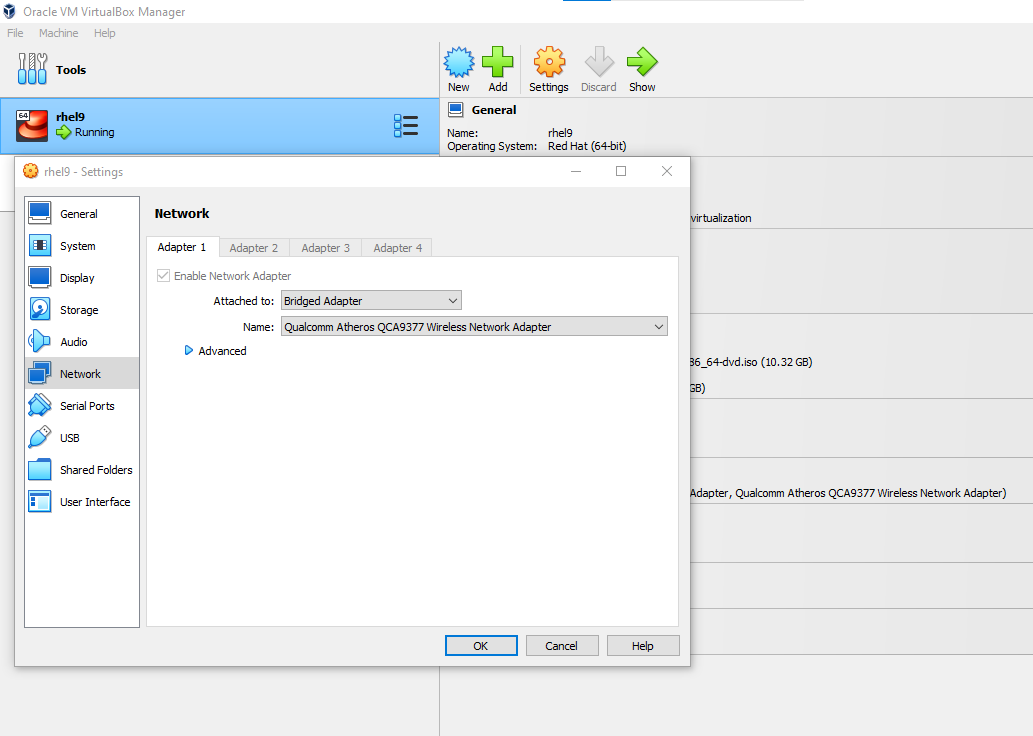 Oracle VM VirtualBox Manager
File Machine Help
Tools
New Add Settings Discard Show
64
rhel9
Running
General
Name: rhel9
Operating System: Red Hat (64-bit)
rhel9 - Settings
General
System
Display
Storage
Audio
Network
Serial Ports
USB
Shared Folders
User Interface
Network
Adapter 1 Adapter 2 Adapter 3 Adapter 4
Enable Network Adapter
Attached to: Bridged Adapter
Name: Qualcomm Atheros QCA9377 Wireless Network Adapter
Advanced
OK Cancel Help
virtualization
86_64-dvd.iso (10.32 GB)
GB)
Adapter, Qualcomm Atheros QCA9377 Wireless Network Adapter)